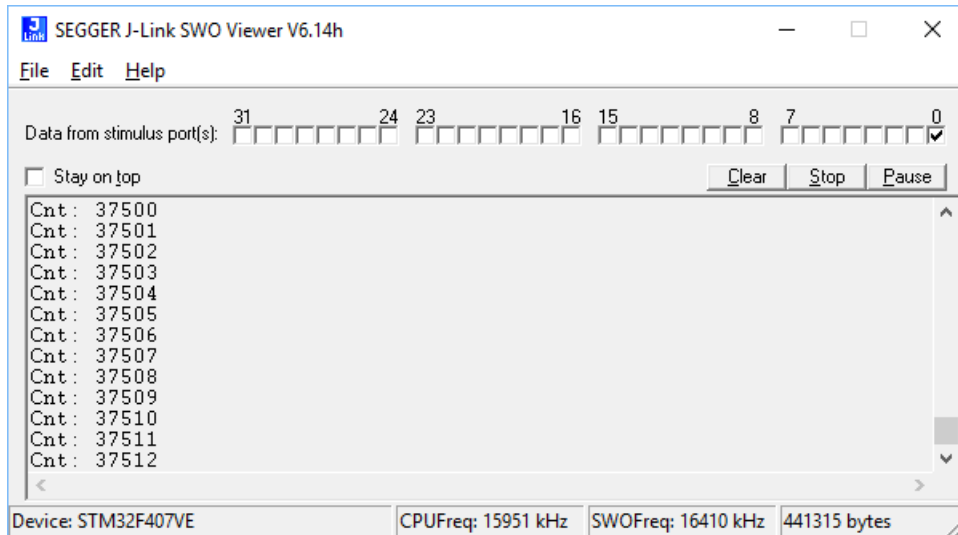 J Link SEGGER J-Link SWO Viewer V6.14h
File Edit Help
31 24 23 16 15 8 7 0
Data from stimulus port(s):
Stay on top Clear Stop Pause
Cnt: 37500
Cnt: 37501
Cnt: 37502
Cnt: 37503
Cnt: 37504
Cnt: 37505
Cnt: 37506
Cnt: 37507
Cnt: 37508
Cnt: 37509
Cnt: 37510
Cnt: 37511
Cnt: 37512
Device: STM32F407VE CPUFreq: 15951 kHz SWOFreq: 16410 kHz 441315 bytes